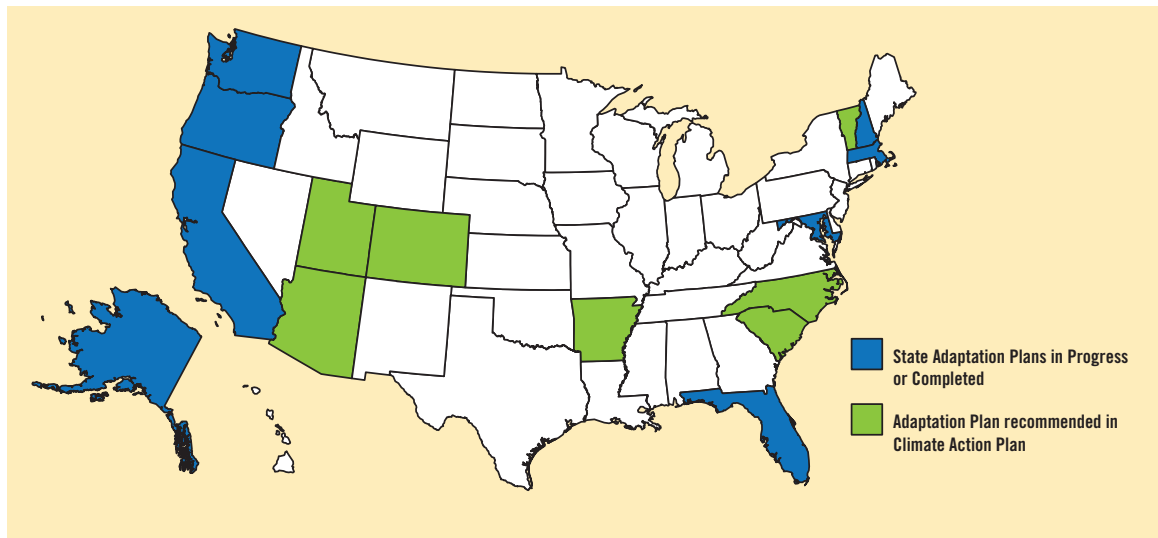 State Adaptation Plans in Progress
or Completed
Adaptation Plan recommended in
Climate Action Plan